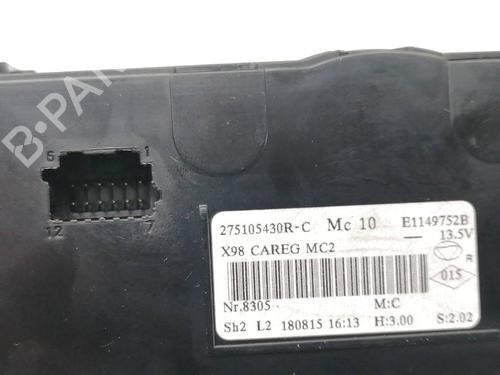 B-PARTS
6 1
12 7
275105430R-C Mc 10 E1149752B
13.5V
X98 CAREG MC2
R
015
Nr.8305 M:C
Sh2 L2 180815 16:13 H:3.00 S:2.02